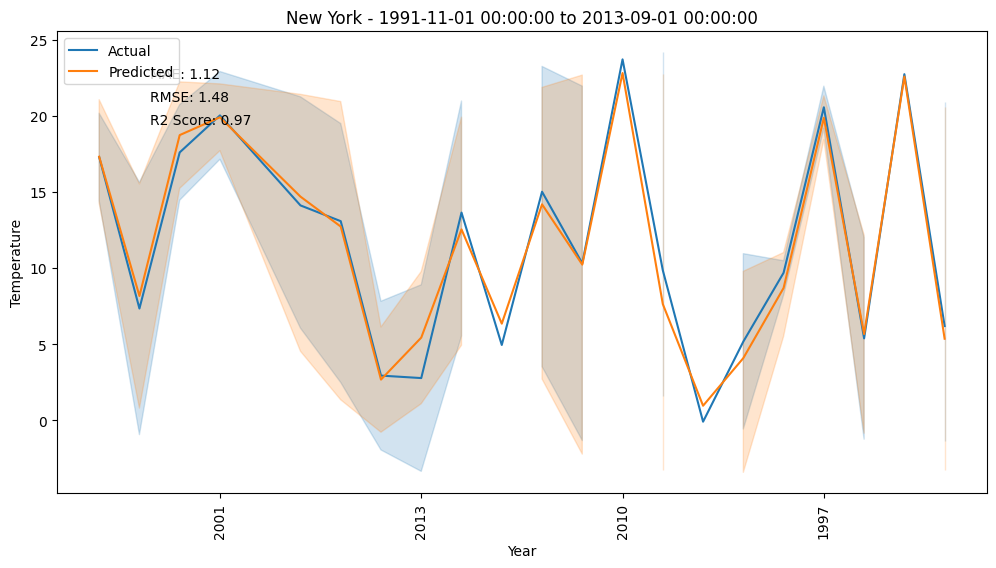 New York - 1991-11-01 00:00:00 to 2013-09-01 00:00:00
Actual
Predicted
: 1.12
RMSE: 1.48
R2 Score: 0.97
25
20
15
10
5
0
Temperature
2001
2013
2010
1997
Year